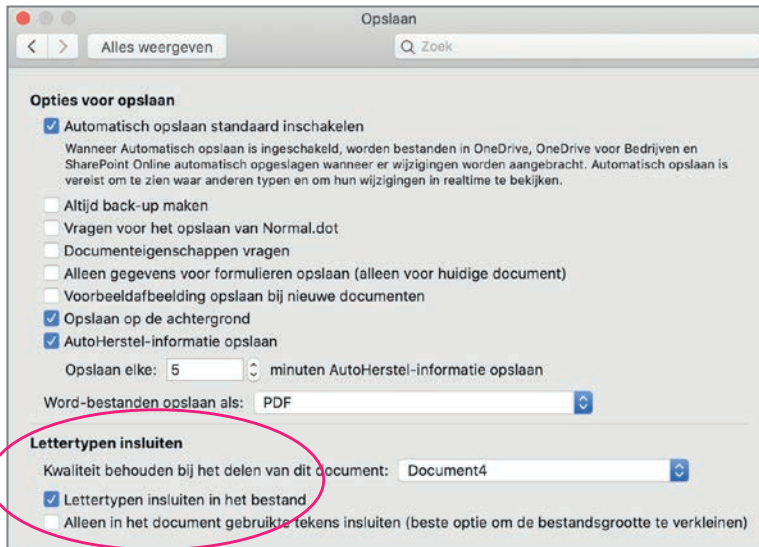 Opslaan
Alles weergeven
Zoek
Opties voor opslaan
Automatisch opslaan standaard inschakelen
Wanneer Automatisch opslaan is ingeschakeld, worden bestanden in OneDrive, OneDrive voor Bedrijven en
SharePoint Online automatisch opgeslagen wanneer er wijzigingen worden aangebracht. Automatisch opslaan is
vereist om te zien waar anderen typen en om hun wijzigingen in realtime te bekijken.
Altijd back-up maken
Vragen voor het opslaan van Normal.dot
Documenteigenschappen vragen
Alleen gegevens voor formulieren opslaan (alleen voor huidige document)
Voorbeeldafbeelding opslaan bij nieuwe documenten
Opslaan op de achtergrond
AutoHerstel-informatie opslaan
Opslaan elke: 5 minuten AutoHerstel-informatie opslaan
Word-bestanden opslaan als: PDF
Lettertypen insluiten
Kwaliteit behouden bij het delen van dit document: Document4
Lettertypen insluiten in het bestand
Alleen in het document gebruikte tekens insluiten (beste optie om de bestandsgrootte te verkleinen)